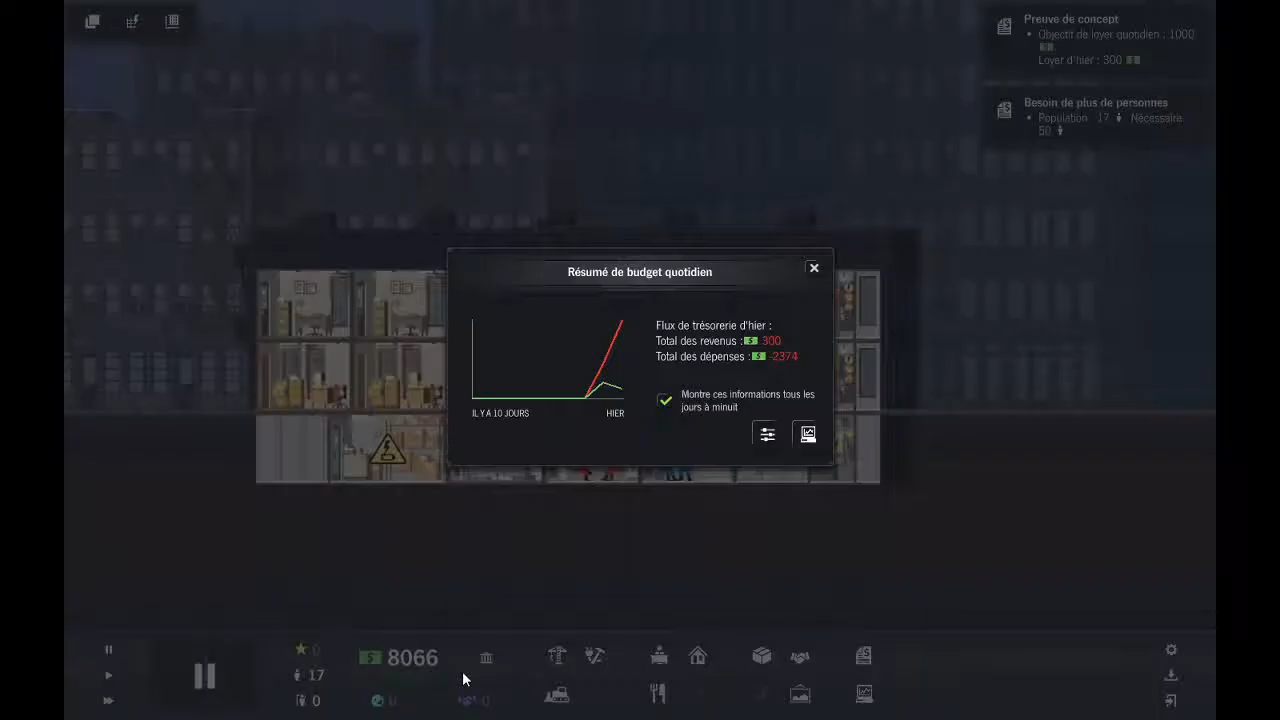 Preuve de concept
• Objectif de loyer quotidien : 1000
Loyer d'hier : 300
Besoin de plus de personnes
• Population 17 Nécessaire
50
Résumé de budget quotidien
Flux de trésorerie d'hier :
Total des revenus : 300
Total des dépenses : -2374
Montre ces informations tous les
jours à minuit
IL Y A 10 JOURS HIER
0
8066
17
0 0 0